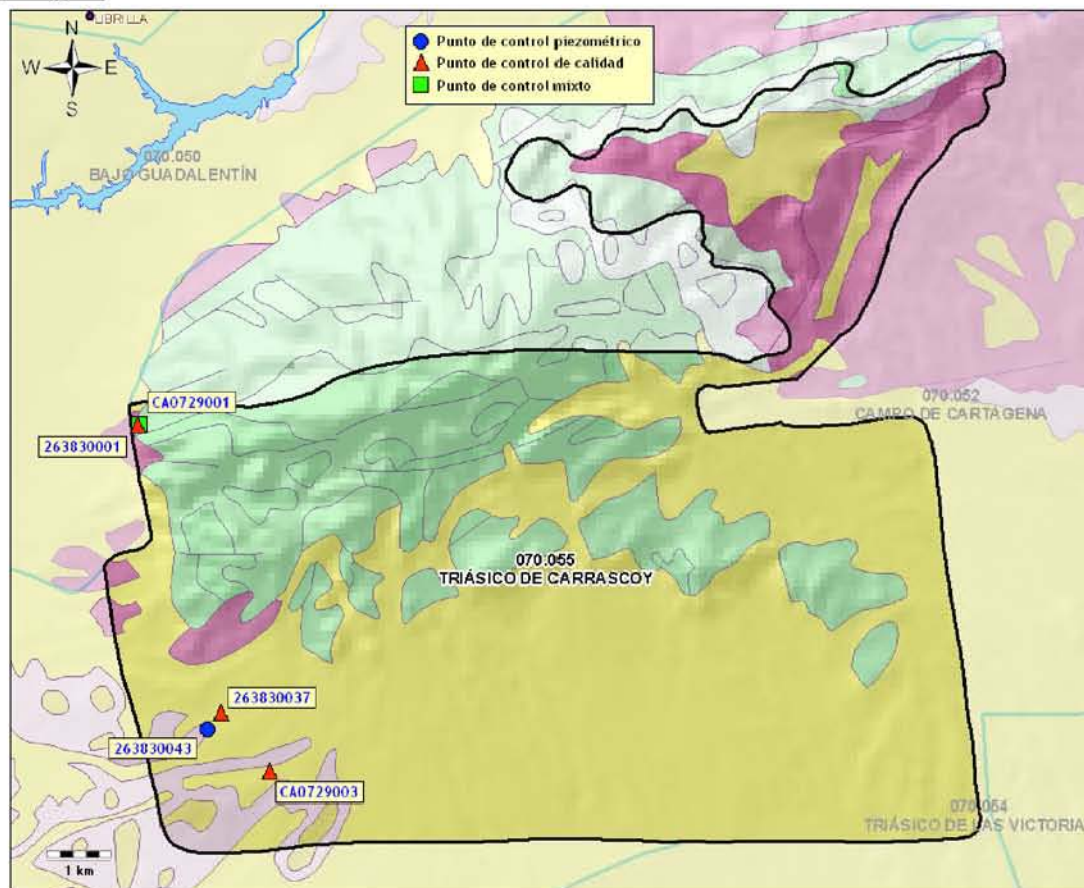 LIBRILLA
N
W E
S
Punto de control piezométrico
Punto de control de calidad
Punto de control mixto
070.050
BAJO GUADALENTÍN
CA0729001
263830001
070.052
CAMPO DE CARTAGENA
070.055
TRIÁSICO DE CARRASCOY
263830037
263830043
CA0729003
070.054
TRIÁSICO DE LAS VICTORIA
1 km